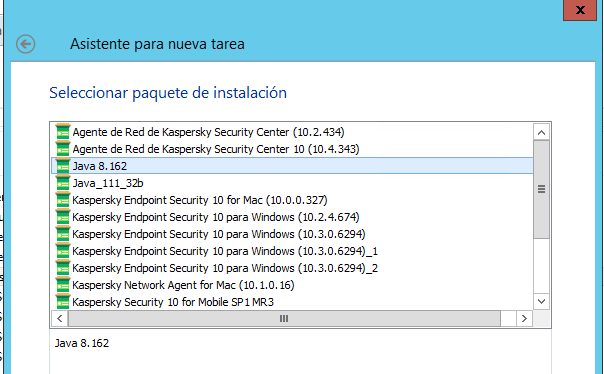 x
Asistente para nueva tarea
Seleccionar paquete de instalación
Agente de Red de Kaspersky Security Center (10.2.434)
Agente de Red de Kaspersky Security Center 10 (10.4.343)
Java 8.162
Java_111_32b
Kaspersky Endpoint Security 10 for Mac (10.0.0.327)
Kaspersky Endpoint Security 10 para Windows (10.2.4.674)
Kaspersky Endpoint Security 10 para Windows (10.3.0.6294)
Kaspersky Endpoint Security 10 para Windows (10.3.0.6294)_1
Kaspersky Endpoint Security 10 para Windows (10.3.0.6294)_2
Kaspersky Network Agent for Mac (10.1.0.16)
Kaspersky Security 10 for Mobile SP1 MR3
Java 8.162